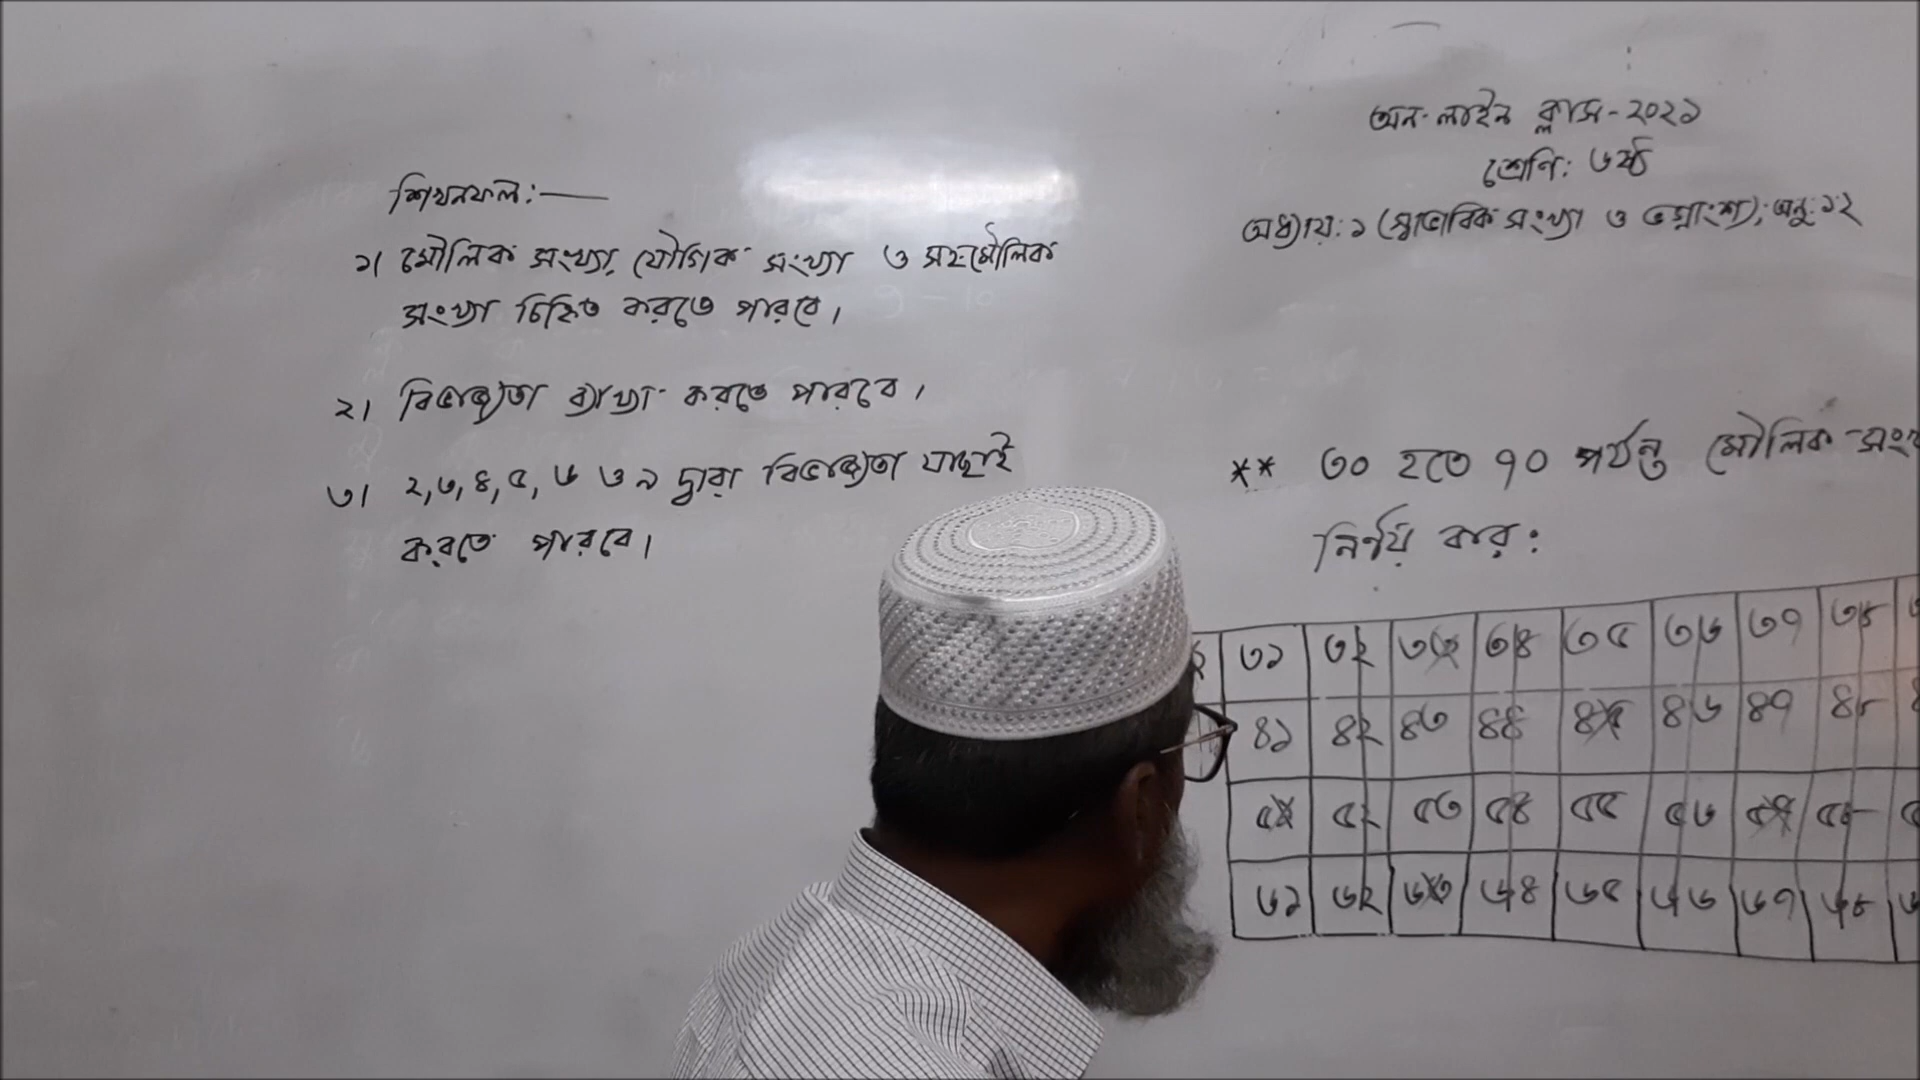 শিখনফল:—
১। মৌলিক সংখ্যা, যৌগিক সংখ্যা ও সহমৌলিক
সংখ্যা চিহ্নিত করতে পারবে।
২। বিভাজ্যতা ব্যাখ্যা করতে পারবে।
৩। ২,৩,৪,৫,৬ ও ৯ দ্বারা বিভাজ্যতা যাচাই
করতে পারবে।
অন-লাইন ক্লাস-২০২১
শ্রেণি: ৬ষ্ঠ
অধ্যায়: ১ (স্বাভাবিক সংখ্যা ও ভগ্নাংশ); অনু: ১২
** ৩০ হতে ৭০ পর্যন্ত মৌলিক
নির্ণয় কর:
৩১ ৩২ ৩৩ ৩৪ ৩৫ ৩৬ ৩৭ ৩৮
৪১ ৪২ ৪৩ ৪৪ ৪৫ ৪৬ ৪৭ ৪৮
৫১ ৫২ ৫৩ ৫৪ ৫৫ ৫৬ ৫৭ ৫৮
৬১ ৬২ ৬৩ ৬৪ ৬৫ ৬৬ ৬৭ ৬৮